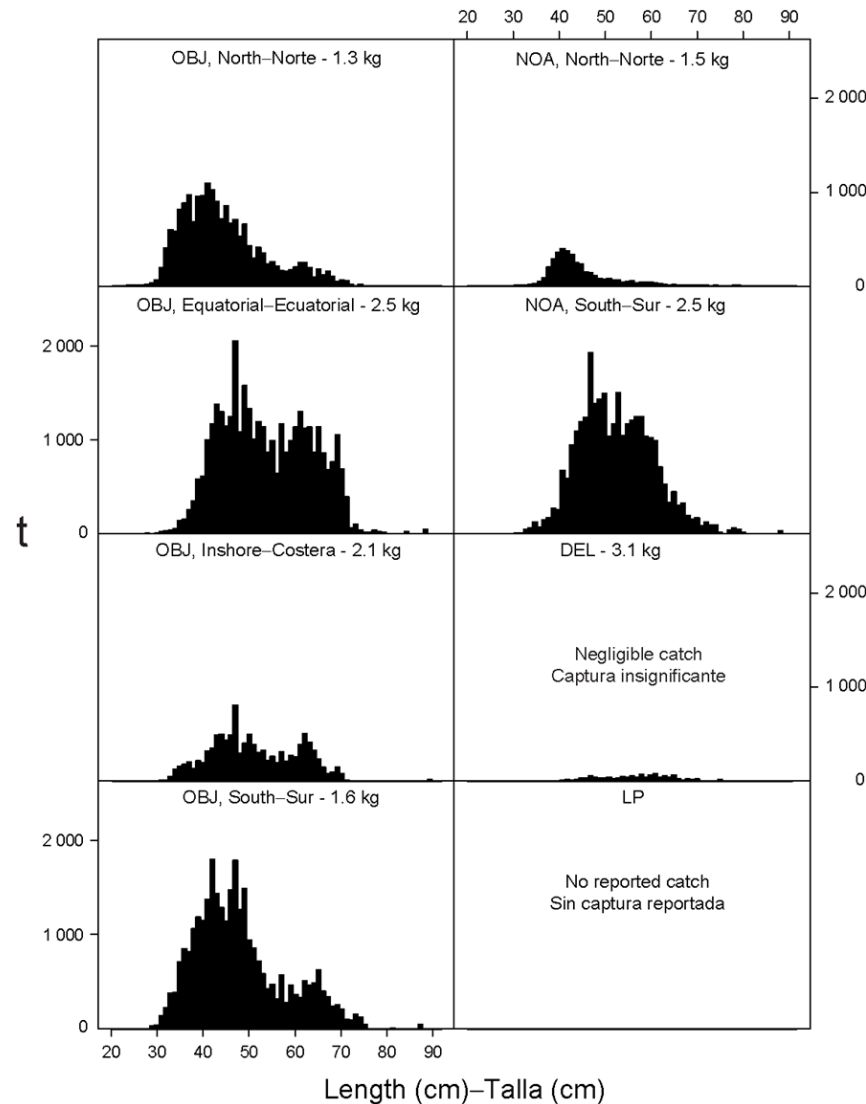 20 30 40 50 60 70 80 90
OBJ, North–Norte - 1.3 kg
NOA, North–Norte - 1.5 kg
2 000
1 000
0
OBJ, Equatorial–Ecuatorial - 2.5 kg
NOA, South–Sur - 2.5 kg
2 000
1 000
0
t
OBJ, Inshore–Costera - 2.1 kg
DEL - 3.1 kg
Negligible catch
Captura insignificante
2 000
1 000
0
OBJ, South–Sur - 1.6 kg
LP
No reported catch
Sin captura reportada
2 000
1 000
0
20 30 40 50 60 70 80 90
Length (cm)–Talla (cm)